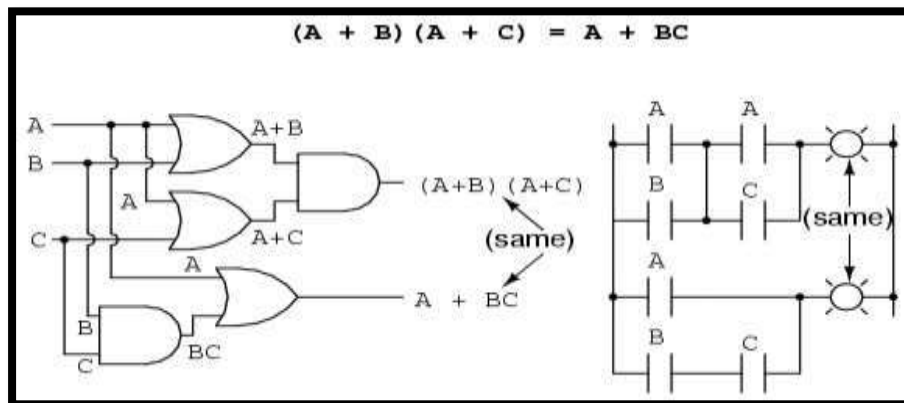 (A + B)(A + C) = A + BC
A
B
C
A+B
A
A+C
(A+B)(A+C)
(same)
A
A + BC
B
C
BC
A
A
B
C
(same)
A
B
C